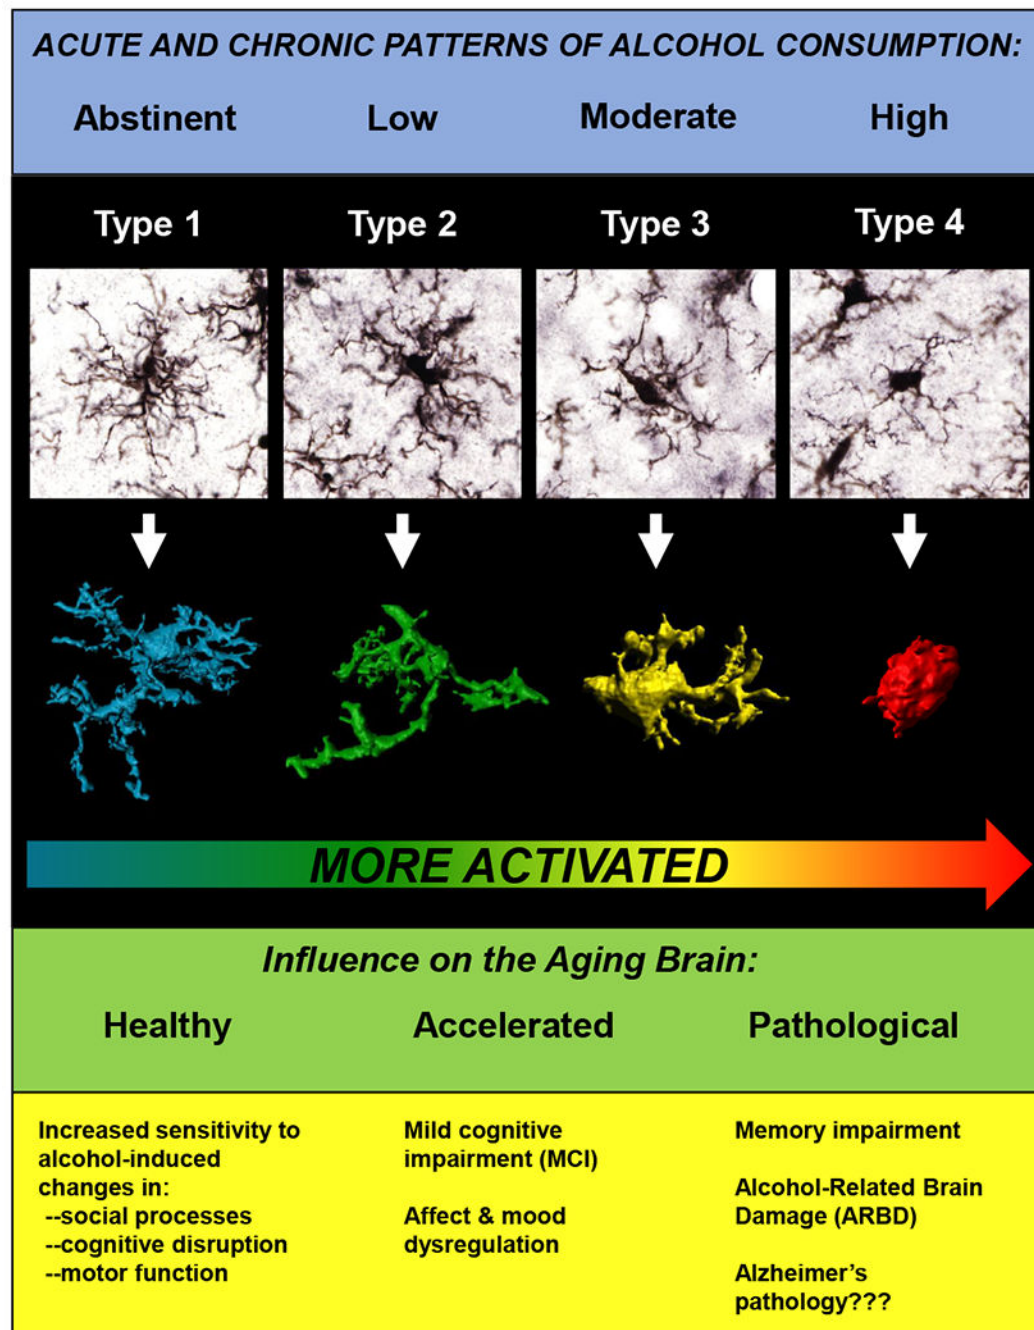 ACUTE AND CHRONIC PATTERNS OF ALCOHOL CONSUMPTION:
Abstinent Low Moderate High
Type 1 Type 2 Type 3 Type 4
MORE ACTIVATED
Influence on the Aging Brain:
Healthy Accelerated Pathological
Increased sensitivity to
alcohol-induced
changes in:
--social processes
--cognitive disruption
--motor function
Mild cognitive
impairment (MCI)
Affect & mood
dysregulation
Memory impairment
Alcohol-Related Brain
Damage (ARBD)
Alzheimer’s
pathology???